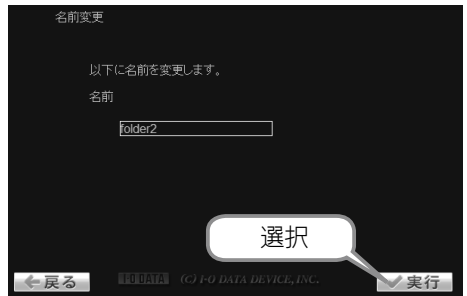 名前変更
以下に名前を変更します。
名前
folder2
選択
戻る
I-O DATA (C) I-O DATA DEVICE, INC.
実行